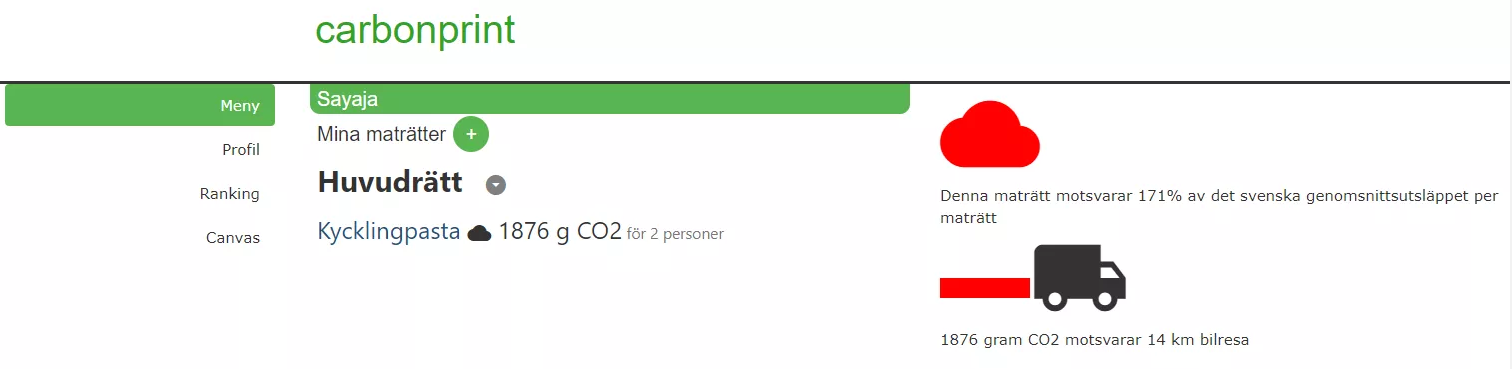 carbonprint
Meny
Profil
Ranking
Canvas
Sayaja
Mina maträtter +
Huvudrätt
Kycklingpasta 1876 g CO2 för 2 personer
Denna maträtt motsvarar 171% av det svenska genomsnittsutsläppet per
maträtt
1876 gram CO2 motsvarar 14 km bilresa